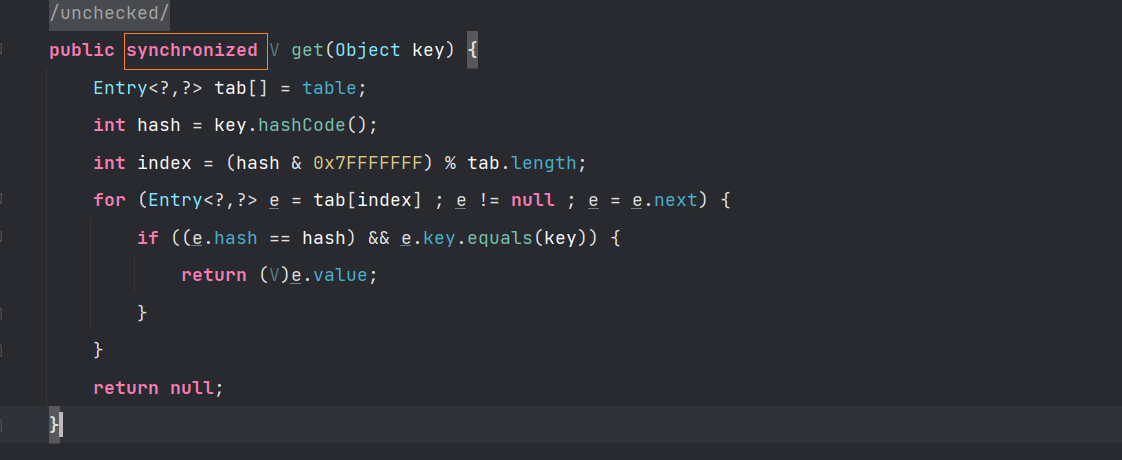 /unchecked/
public synchronized V get(Object key) {
    Entry<?,?> tab[] = table;
    int hash = key.hashCode();
    int index = (hash & 0x7FFFFFFF) % tab.length;
    for (Entry<?,?> e = tab[index] ; e != null ; e = e.next) {
        if ((e.hash == hash) && e.key.equals(key)) {
            return (V)e.value;
        }
    }
    return null;
}